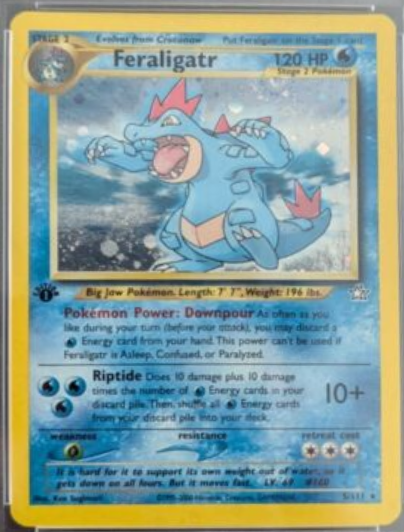 STAGE 2 Evolves from Croconaw Put Feraligatr on the Stage 1 card
Feraligatr 120 HP
Stage 2 Pokémon
Big Jaw Pokémon. Length: 7' 7", Weight: 196 lbs.
Pokémon Power: Downpour As often as you
like during your turn (before your attack), you may discard a
Energy card from your hand. This power can't be used if
Feraligatr is Asleep, Confused, or Paralyzed.
Riptide Does 10 damage plus 10 damage
times the number of Energy cards in your
discard pile. Then, shuffle all Energy cards
from your discard pile into your deck.
10+
weakness resistance retreat cost
It is hard for it to support its own weight out of water, so it
gets down on all fours. But it moves fast. LV. 69 #160
Illus. Ken Sugimori 5/111